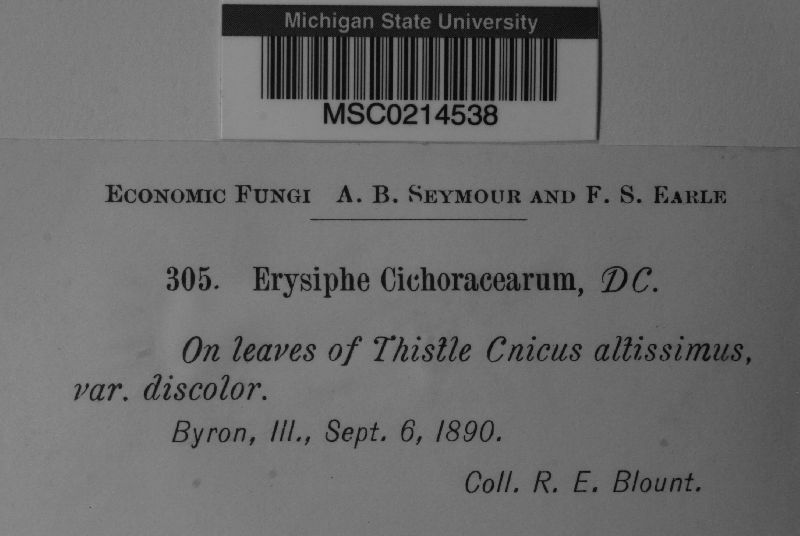 Michigan State University
MSC0214538
Economic Fungi A. B. Seymour and F. S. Earle
305. Erysiphe Cichoracearum, DC.
On leaves of Thistle Cnicus altissimus,
var. discolor.
Byron, Ill., Sept. 6, 1890.
Coll. R. E. Blount.